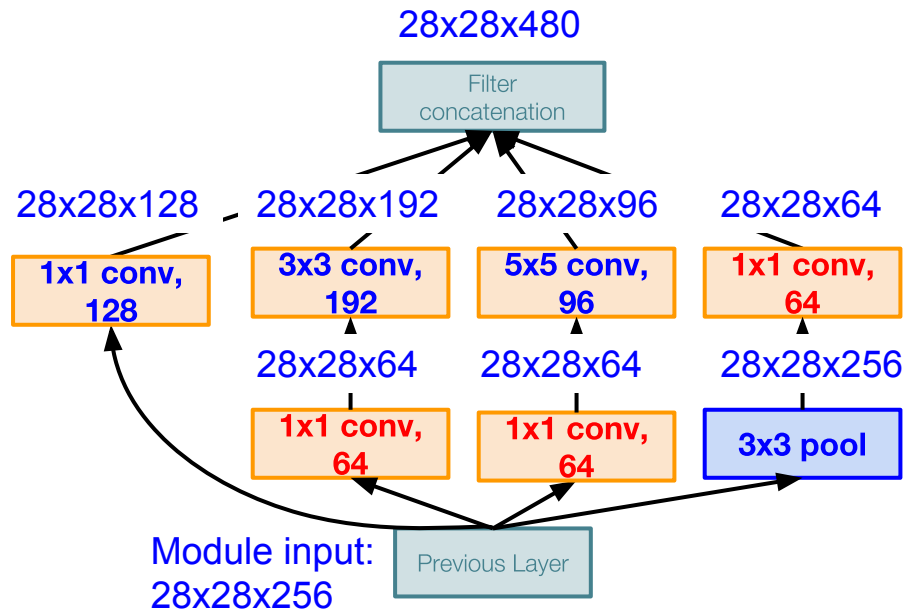 28x28x480
Filter
concatenation
28x28x128
28x28x192
28x28x96
28x28x64
1x1 conv,
128
3x3 conv,
192
5x5 conv,
96
1x1 conv,
64
28x28x64
28x28x64
28x28x256
1x1 conv,
64
1x1 conv,
64
3x3 pool
Module input:
28x28x256
Previous Layer